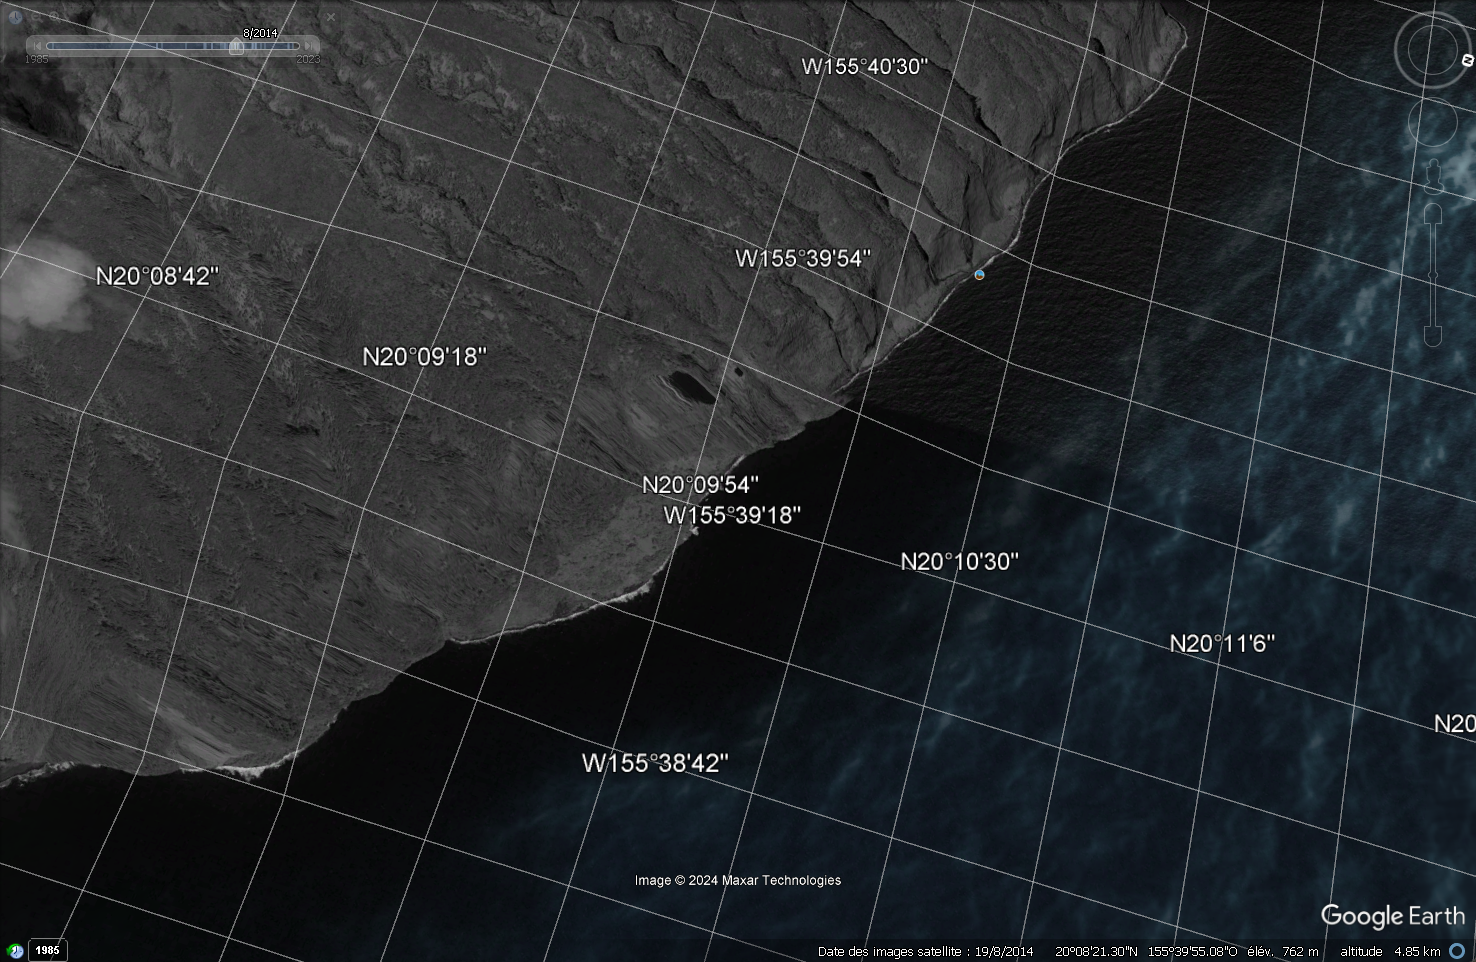 8/2014
1985
2023
W155°40'30"
N
W155°39'54"
N20°08'42"
N20°09'18"
N20°09'54"
W155°39'18"
N20°10'30"
N20°11'6"
N20
W155°38'42"
Image © 2024 Maxar Technologies
Google Earth
1985
Date des images satellite : 19/8/2014 20°08'21.30"N 155°39'55.08"O élév. 762 m altitude 4.85 km